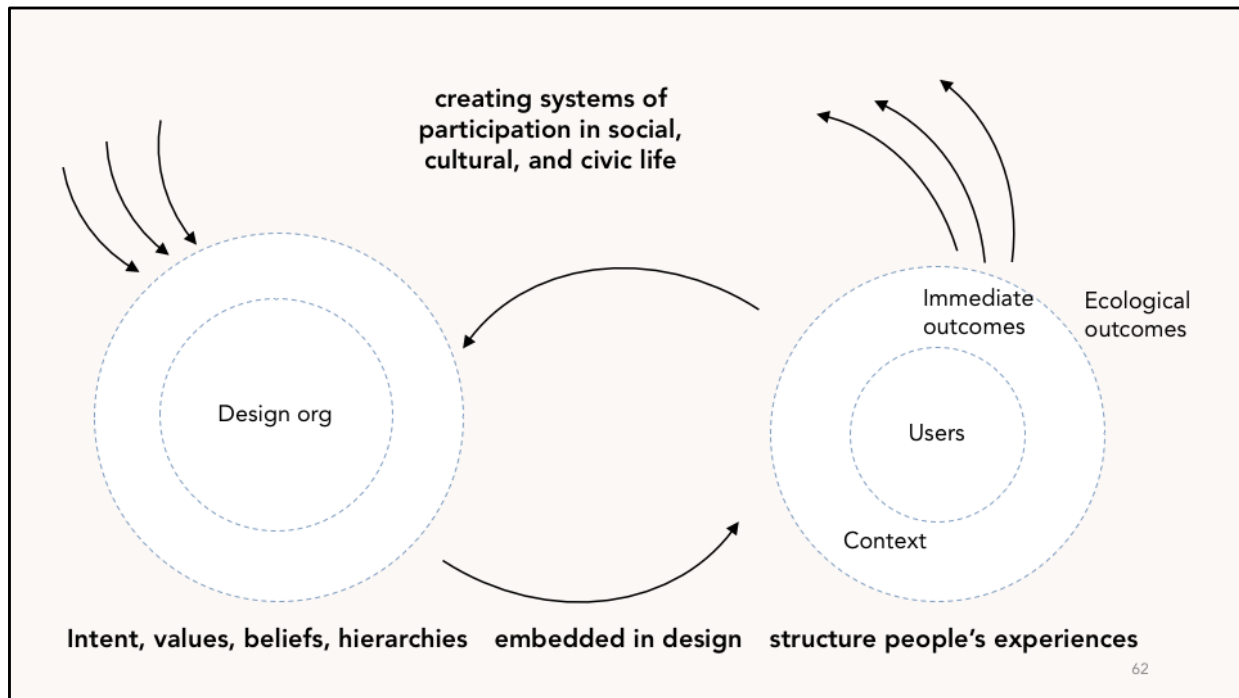 creating systems of
participation in social,
cultural, and civic life
Immediate
outcomes
Ecological
outcomes
Design org
Users
Context
Intent, values, beliefs, hierarchies embedded in design structure people’s experiences
62